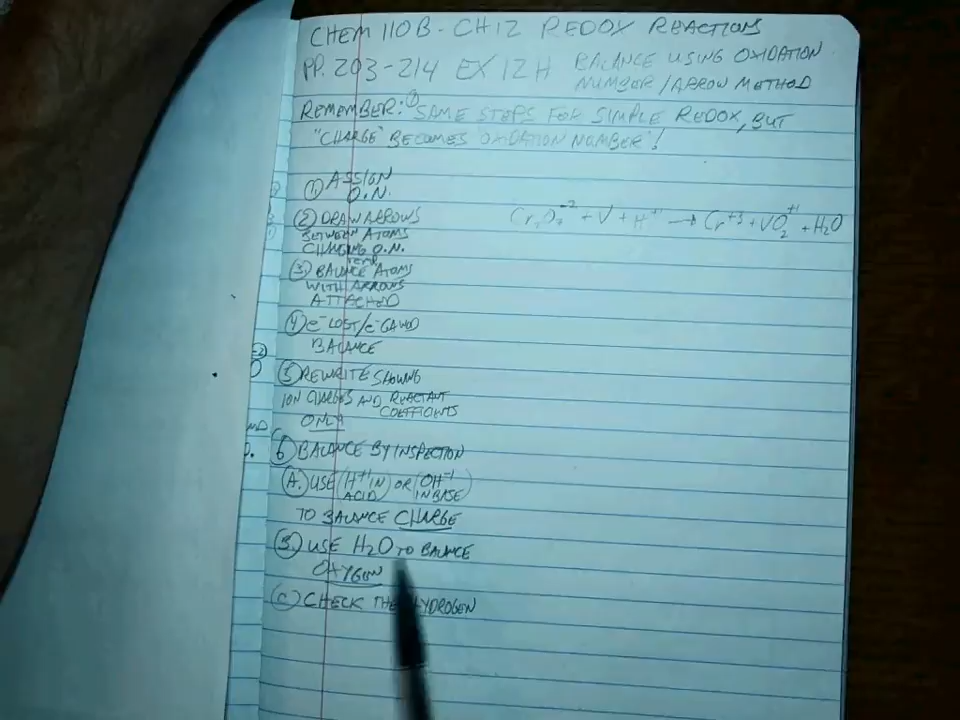 CHEM 110B - CH12 REDOX REACTIONS
PP. 203-214 EX 12H BALANCE USING OXIDATION
NUMBER/ARROW METHOD
REMEMBER: ① SAME STEPS FOR SIMPLE REDOX, BUT
"CHARGE" BECOMES "OXIDATION NUMBER"!
① ASSIGN
O.N.
② DRAW ARROWS
BETWEEN ATOMS
CHANGING O.N.
③ TEMP. BALANCE ATOMS
WITH ARROWS
ATTACHED
④ e⁻ LOST/e⁻ GAINED
BALANCE
⑤ REWRITE SHOWING
ION CHARGES AND REACTANT
COEFFICIENTS
ONLY
⑥ BALANCE BY INSPECTION
Ⓐ. USE (H⁺¹ IN ACID) OR (OH⁻¹ IN BASE)
TO BALANCE CHARGE
Ⓑ USE H₂O TO BALANCE
OXYGEN
Ⓒ CHECK THE HYDROGEN
Cr₂O₇⁻² + V + H⁺¹ → Cr⁺³ + VO₂⁺¹ + H₂O